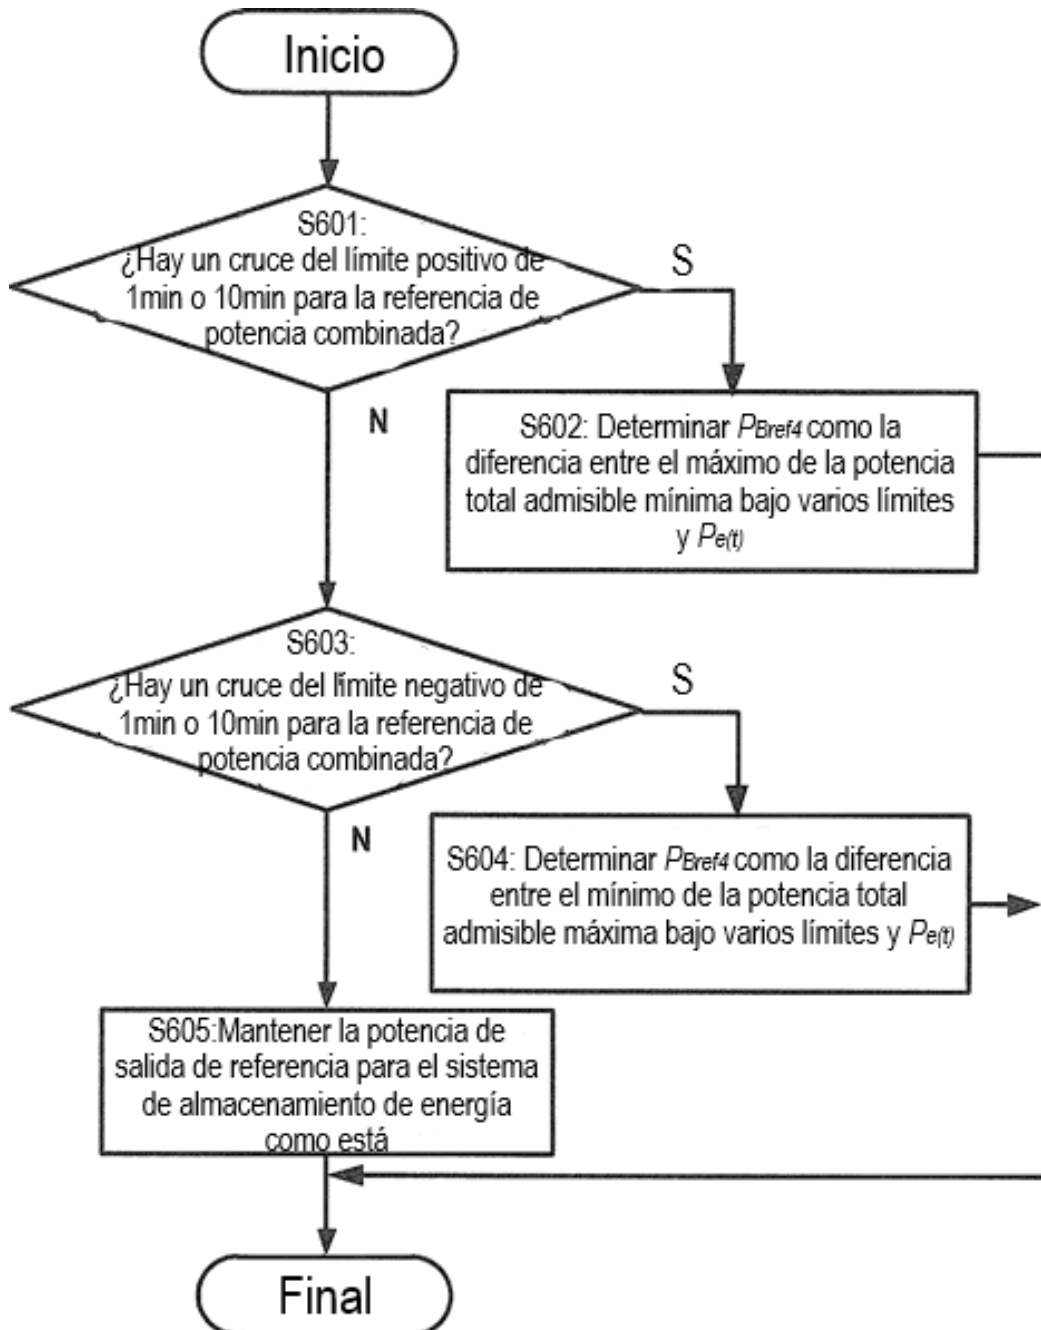 Inicio
S601:
¿Hay un cruce del límite positivo de
1min o 10min para la referencia de
potencia combinada?
S
N
S602: Determinar PBref4 como la
diferencia entre el máximo de la potencia
total admisible mínima bajo varios límites
y Pe(t)
S603:
¿Hay un cruce del límite negativo de
1min o 10min para la referencia de
potencia combinada?
S
N
S604: Determinar PBref4 como la diferencia
entre el mínimo de la potencia total
admisible máxima bajo varios límites y Pe(t)
S605:Mantener la potencia de
salida de referencia para el sistema
de almacenamiento de energía
como está
Final